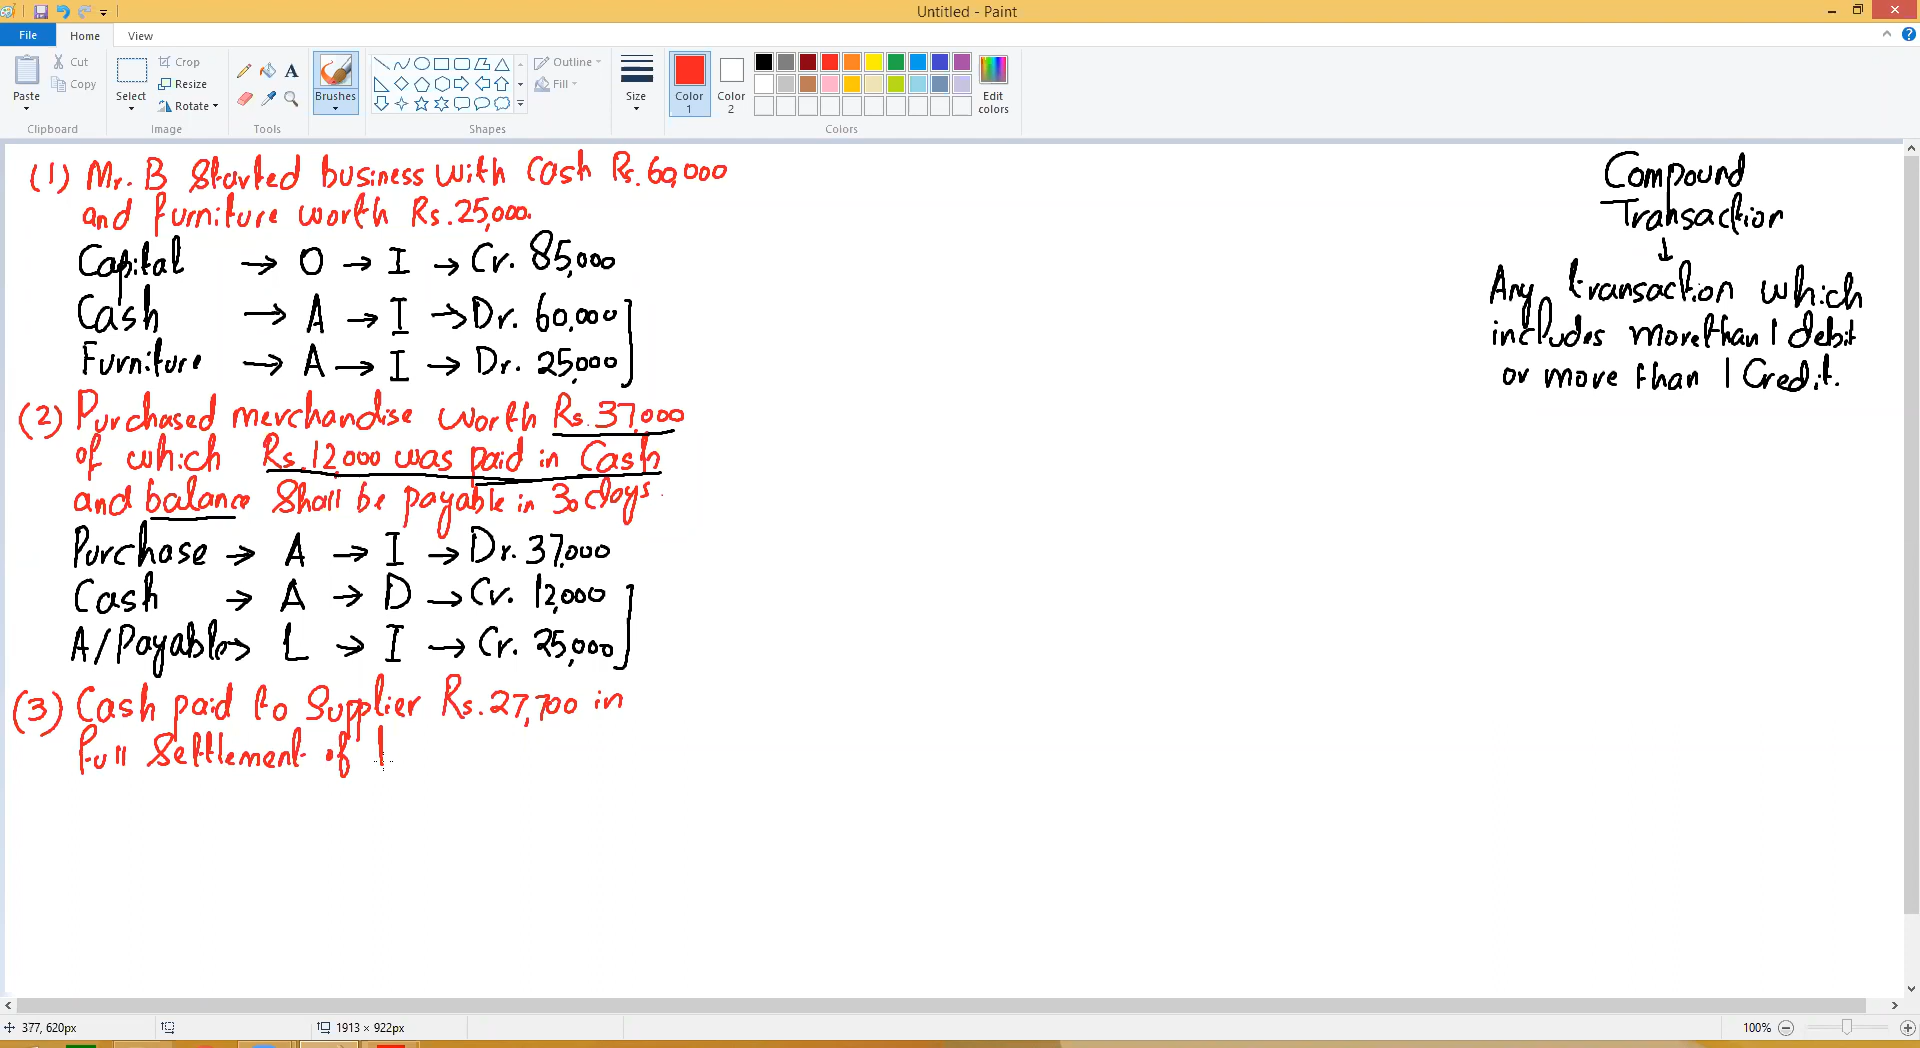 Untitled - Paint
File Home View
Paste Cut Copy Clipboard
Select Crop Resize Rotate Image
Tools
Brushes
Outline Fill Shapes
Size
Color 1 Color 2 Edit colors Colors
(1) Mr. B Started business with Cash Rs. 60,000
and furniture worth Rs. 25,000.
Capital → O → I → Cr. 85,000
Cash → A → I → Dr. 60,000
Furniture → A → I → Dr. 25,000
(2) Purchased merchandise worth Rs. 37,000
of which Rs. 12,000 was paid in Cash
and balance Shall be payable in 30 days.
Purchase → A → I → Dr. 37,000
Cash → A → D → Cr. 12,000
A/Payable → L → I → Cr. 25,000
(3) Cash paid to Supplier Rs. 27,700 in
full Settlement of
Compound
Transaction
↓
Any transaction which
includes more than 1 debit
or more than 1 Credit.
377, 620px 1913 × 922px 100%